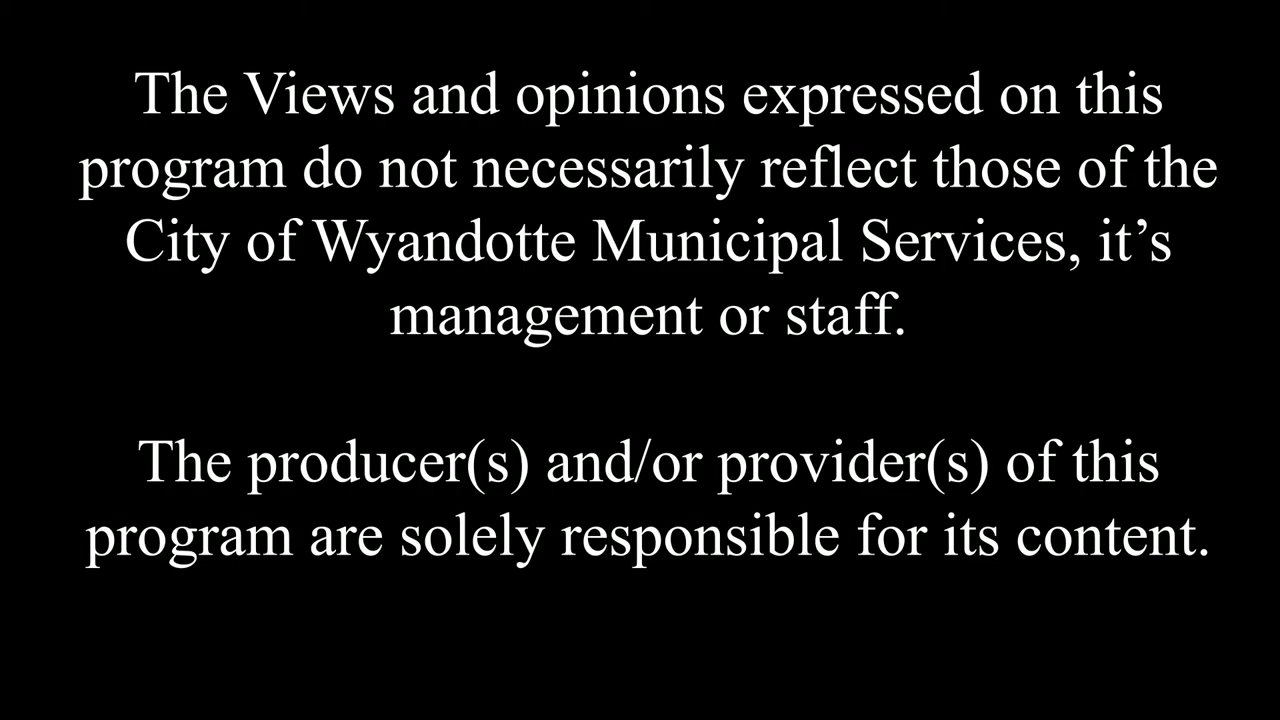 The Views and opinions expressed on this
program do not necessarily reflect those of the
City of Wyandotte Municipal Services, it’s
management or staff.
The producer(s) and/or provider(s) of this
program are solely responsible for its content.